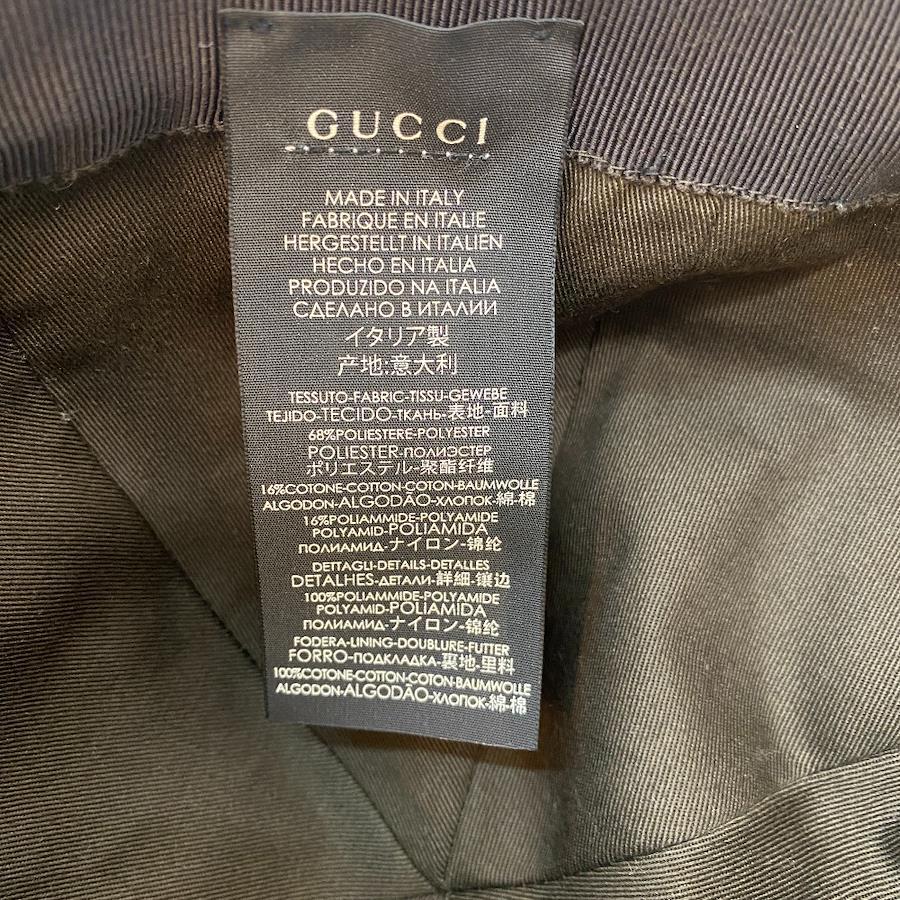 GUCCI
MADE IN ITALY
FABRIQUE EN ITALIE
HERGESTELLT IN ITALIEN
HECHO EN ITALIA
PRODUZIDO NA ITALIA
СДЕЛАНО В ИТАЛИИ
イタリア製
产地:意大利
TESSUTO-FABRIC-TISSU-GEWEBE
TEJIDO-TECIDO-ТКАНЬ-表地-面料
68%POLIESTERE-POLYESTER
POLIESTER-ПОЛИЭСТЕР
ポリエステル-聚酯纤维
16%COTONE-COTTON-COTON-BAUMWOLLE
ALGODON-ALGODÃO-ХЛОПОК-綿-棉
16%POLIAMMIDE-POLYAMIDE
POLYAMID-POLIAMIDA
ПОЛИАМИД-ナイロン-锦纶
DETTAGLI-DETAILS-DETALLES
DETALHES-ДЕТАЛИ-詳細-镶边
100%POLIAMMIDE-POLYAMIDE
POLYAMID-POLIAMIDA
ПОЛИАМИД-ナイロン-锦纶
FODERA-LINING-DOUBLURE-FUTTER
FORRO-ПОДКЛАДКА-裏地-里料
100%COTONE-COTTON-COTON-BAUMWOLLE
ALGODON-ALGODÃO-ХЛОПОК-綿-棉